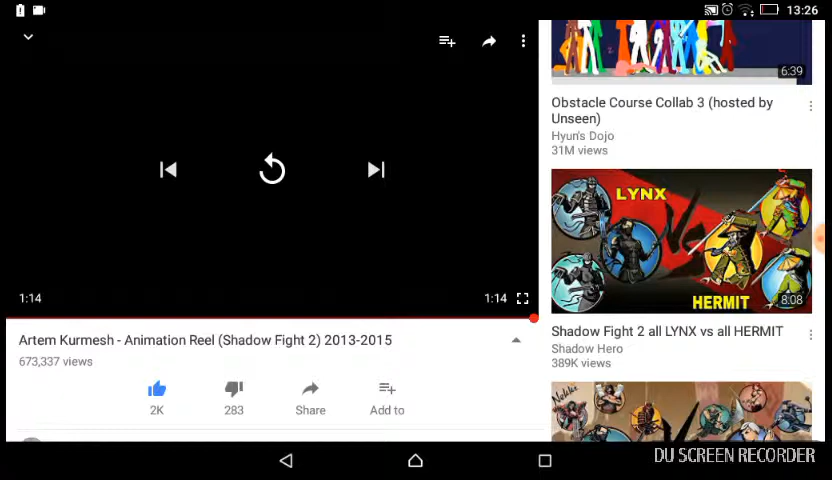 13:26
1:14
1:14
Artem Kurmesh - Animation Reel (Shadow Fight 2) 2013-2015
673,337 views
2K
283
Share
Add to
6:39
Obstacle Course Collab 3 (hosted by
Unseen)
Hyun's Dojo
31M views
LYNX
VS
HERMIT
8:08
Shadow Fight 2 all LYNX vs all HERMIT
Shadow Hero
389K views
DU SCREEN RECORDER